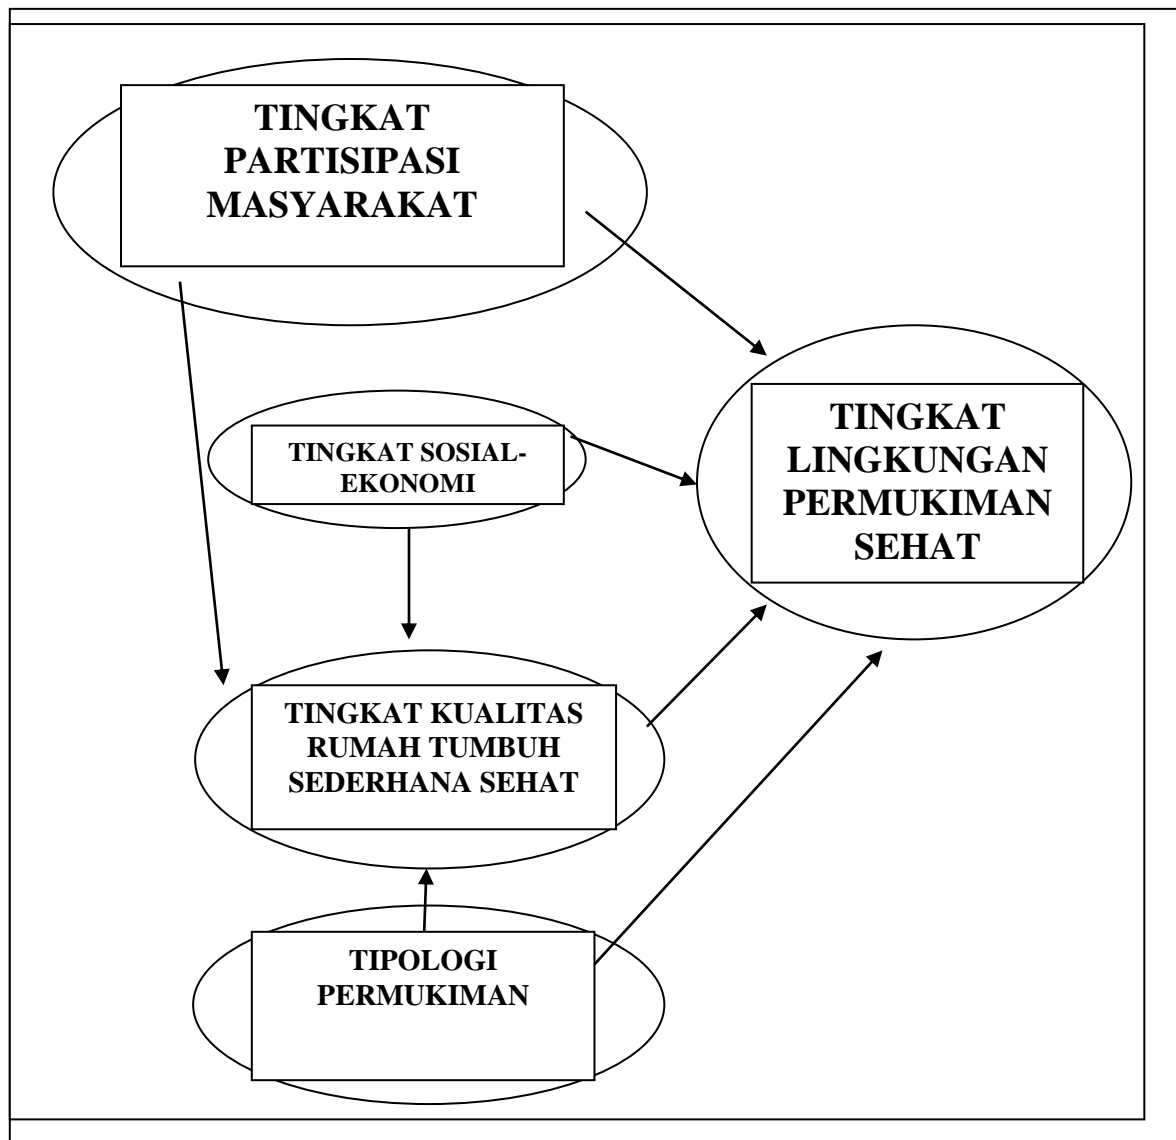 TINGKAT
PARTISIPASI
MASYARAKAT
TINGKAT SOSIAL-
EKONOMI
TINGKAT
LINGKUNGAN
PERMUKIMAN
SEHAT
TINGKAT KUALITAS
RUMAH TUMBUH
SEDERHANA SEHAT
TIPOLOGI
PERMUKIMAN